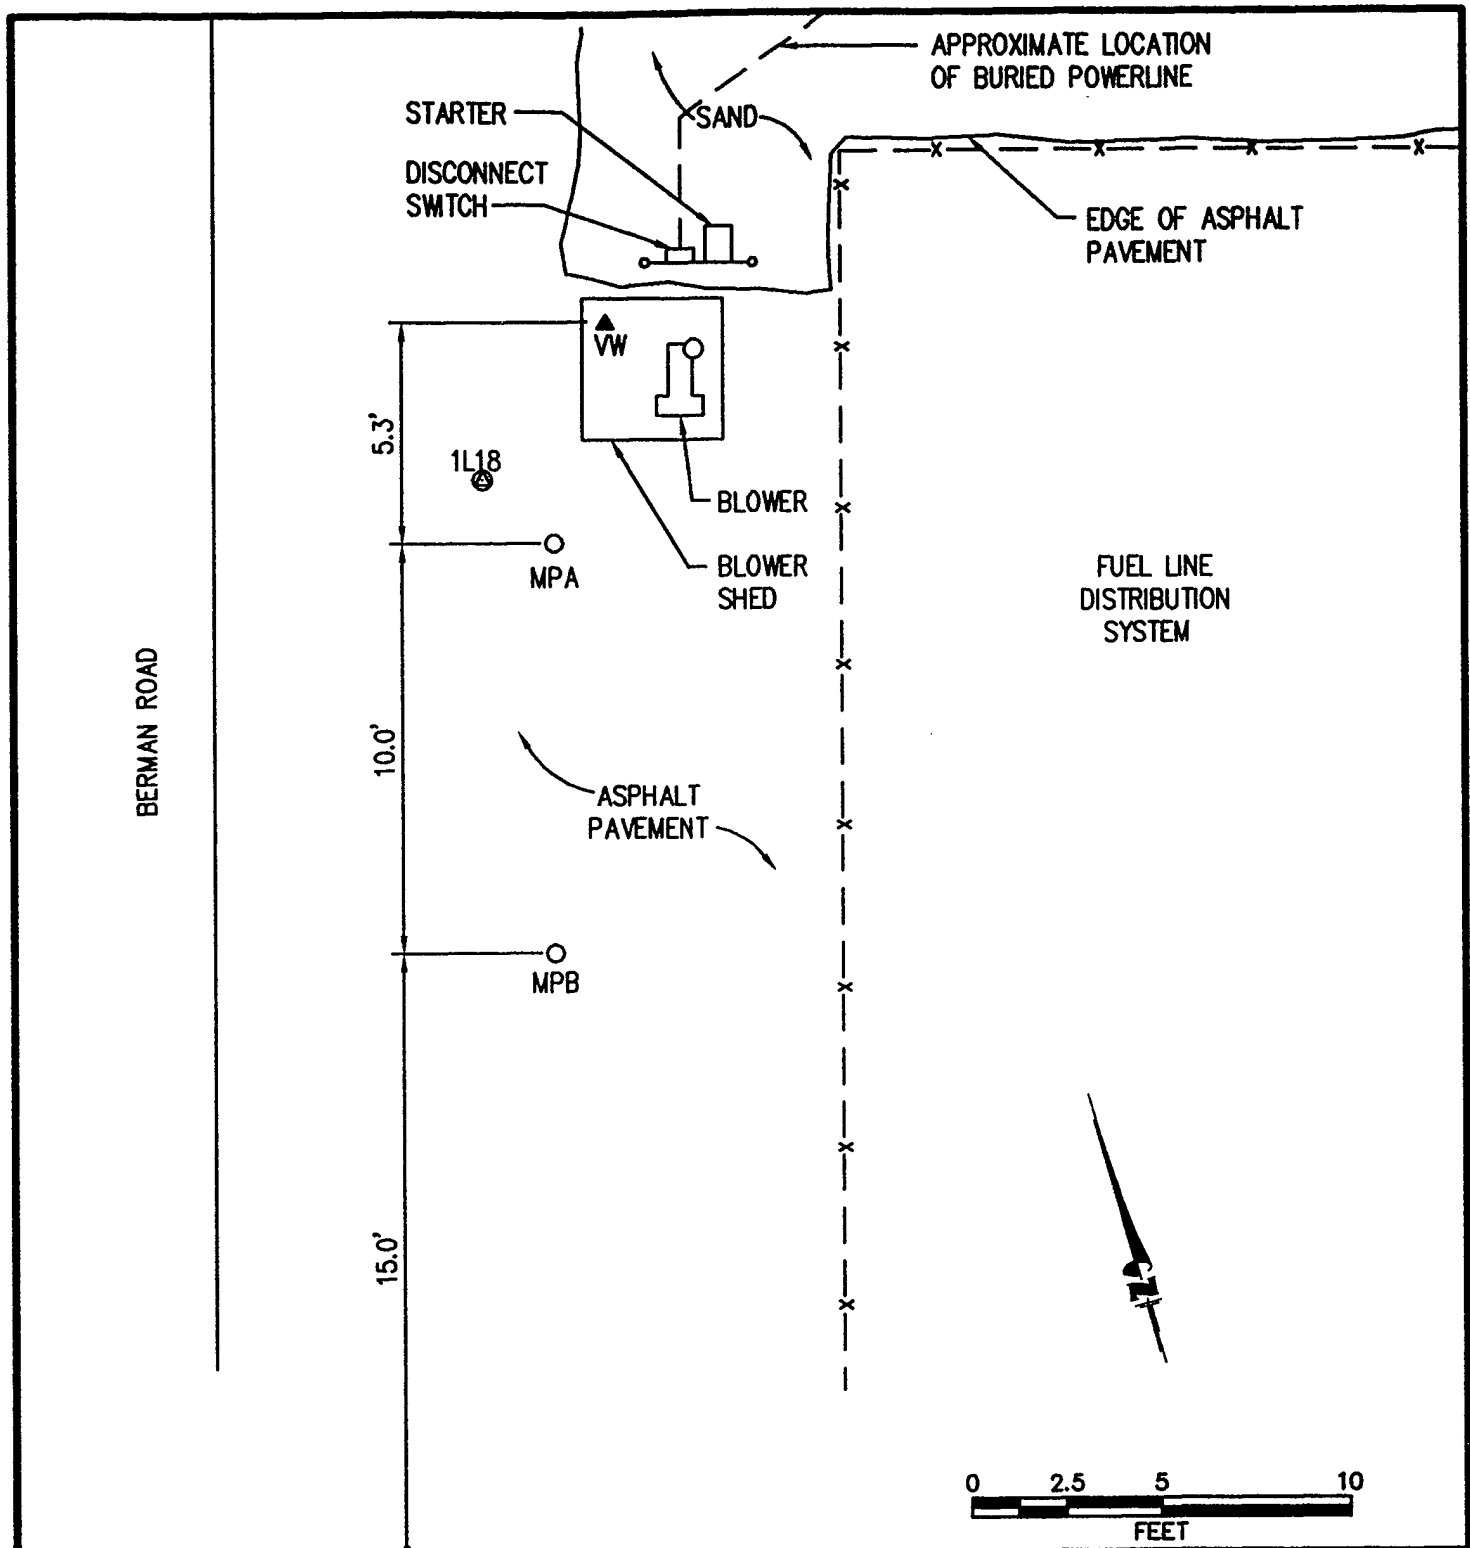 APPROXIMATE LOCATION
OF BURIED POWERLINE
STARTER
SAND
DISCONNECT
SWITCH
EDGE OF ASPHALT
PAVEMENT
VW
5.3'
1L18
BLOWER
MPA
BLOWER
SHED
FUEL LINE
DISTRIBUTION
SYSTEM
BERMAN ROAD
10.0'
ASPHALT
PAVEMENT
MPB
15.0'
N
0 2.5 5 10
FEET